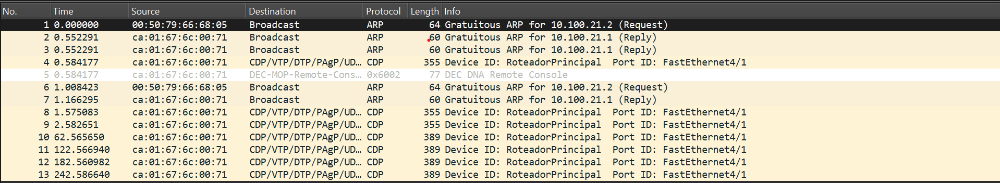 No. Time Source Destination Protocol Length Info
1 0.000000 00:50:79:66:68:05 Broadcast ARP 64 Gratuitous ARP for 10.100.21.2 (Request)
2 0.552291 ca:01:67:6c:00:71 Broadcast ARP 60 Gratuitous ARP for 10.100.21.1 (Reply)
3 0.552291 ca:01:67:6c:00:71 Broadcast ARP 60 Gratuitous ARP for 10.100.21.1 (Reply)
4 0.584177 ca:01:67:6c:00:71 CDP/VTP/DTP/PAgP/UD… CDP 355 Device ID: RoteadorPrincipal Port ID: FastEthernet4/1
5 0.584177 ca:01:67:6c:00:71 DEC-MOP-Remote-Cons… 0x6002 77 DEC DNA Remote Console
6 1.008423 00:50:79:66:68:05 Broadcast ARP 64 Gratuitous ARP for 10.100.21.2 (Request)
7 1.166295 ca:01:67:6c:00:71 Broadcast ARP 60 Gratuitous ARP for 10.100.21.1 (Reply)
8 1.575083 ca:01:67:6c:00:71 CDP/VTP/DTP/PAgP/UD… CDP 355 Device ID: RoteadorPrincipal Port ID: FastEthernet4/1
9 2.582651 ca:01:67:6c:00:71 CDP/VTP/DTP/PAgP/UD… CDP 355 Device ID: RoteadorPrincipal Port ID: FastEthernet4/1
10 62.565650 ca:01:67:6c:00:71 CDP/VTP/DTP/PAgP/UD… CDP 389 Device ID: RoteadorPrincipal Port ID: FastEthernet4/1
11 122.566940 ca:01:67:6c:00:71 CDP/VTP/DTP/PAgP/UD… CDP 389 Device ID: RoteadorPrincipal Port ID: FastEthernet4/1
12 182.560982 ca:01:67:6c:00:71 CDP/VTP/DTP/PAgP/UD… CDP 389 Device ID: RoteadorPrincipal Port ID: FastEthernet4/1
13 242.586640 ca:01:67:6c:00:71 CDP/VTP/DTP/PAgP/UD… CDP 389 Device ID: RoteadorPrincipal Port ID: FastEthernet4/1